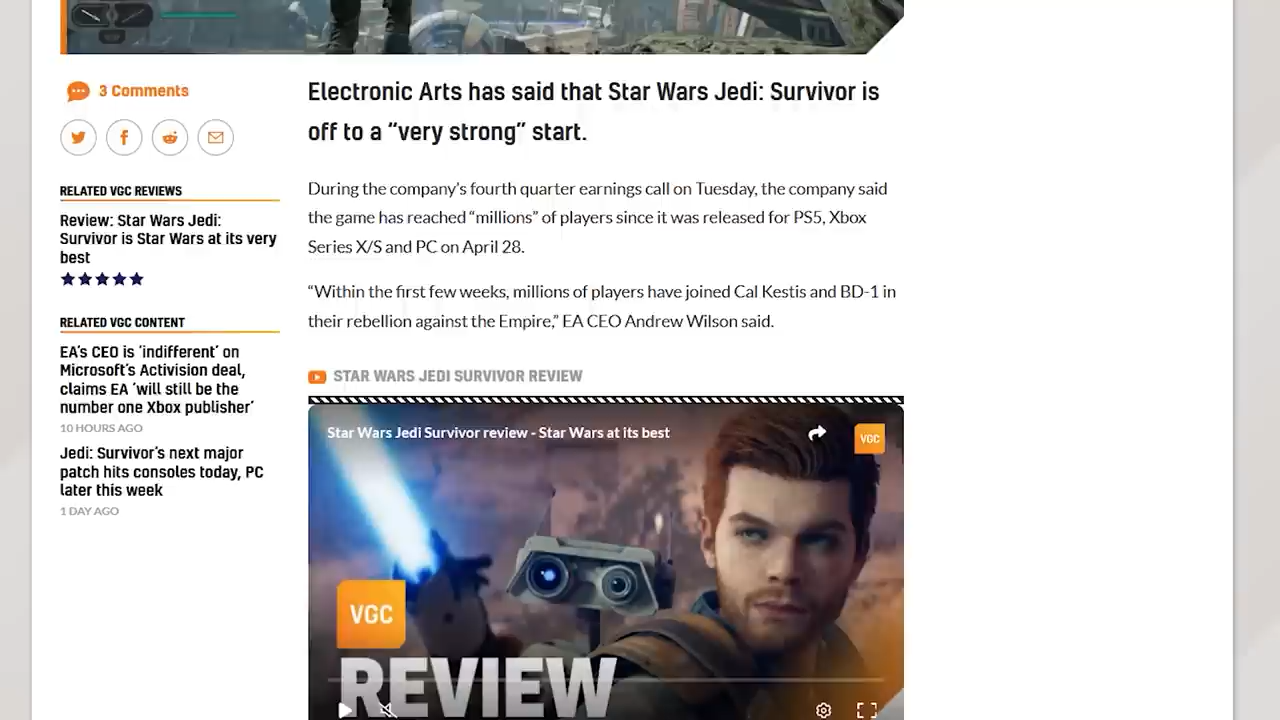 3 Comments
RELATED VGC REVIEWS
Review: Star Wars Jedi:
Survivor is Star Wars at its very
best
RELATED VGC CONTENT
EA's CEO is 'indifferent' on
Microsoft's Activision deal,
claims EA 'will still be the
number one Xbox publisher'
10 HOURS AGO
Jedi: Survivor's next major
patch hits consoles today, PC
later this week
1 DAY AGO
Electronic Arts has said that Star Wars Jedi: Survivor is
off to a “very strong” start.
During the company's fourth quarter earnings call on Tuesday, the company said
the game has reached “millions” of players since it was released for PS5, Xbox
Series X/S and PC on April 28.
“Within the first few weeks, millions of players have joined Cal Kestis and BD-1 in
their rebellion against the Empire,” EA CEO Andrew Wilson said.
STAR WARS JEDI SURVIVOR REVIEW
Star Wars Jedi Survivor review - Star Wars at its best
VGC
VGC
REVIEW